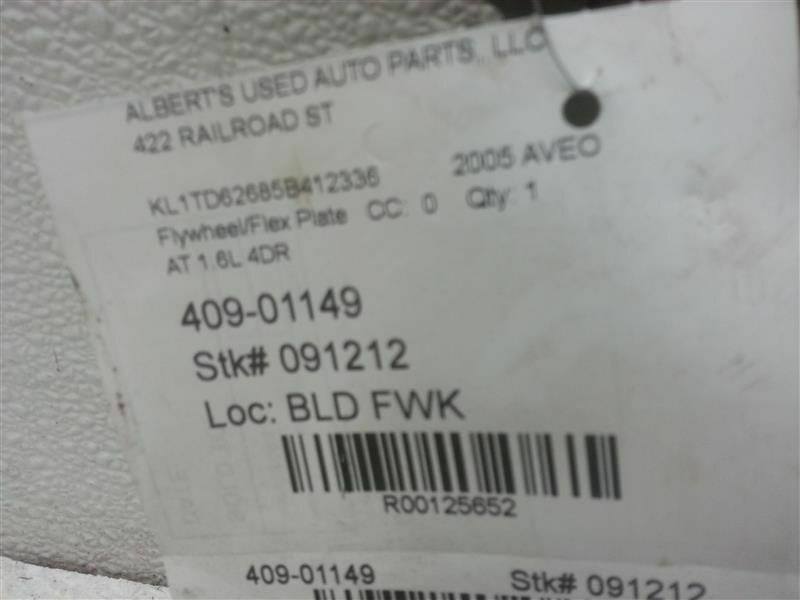 ALBERT'S USED AUTO PARTS,, LLC
422 RAILROAD ST
KL1TD62685B412336 2005 AVEO
Flywheel/Flex Plate CC: 0 Qty: 1
AT 1.6L 4DR
409-01149
Stk# 091212
Loc: BLD FWK
R00125652
409-01149 Stk# 091212